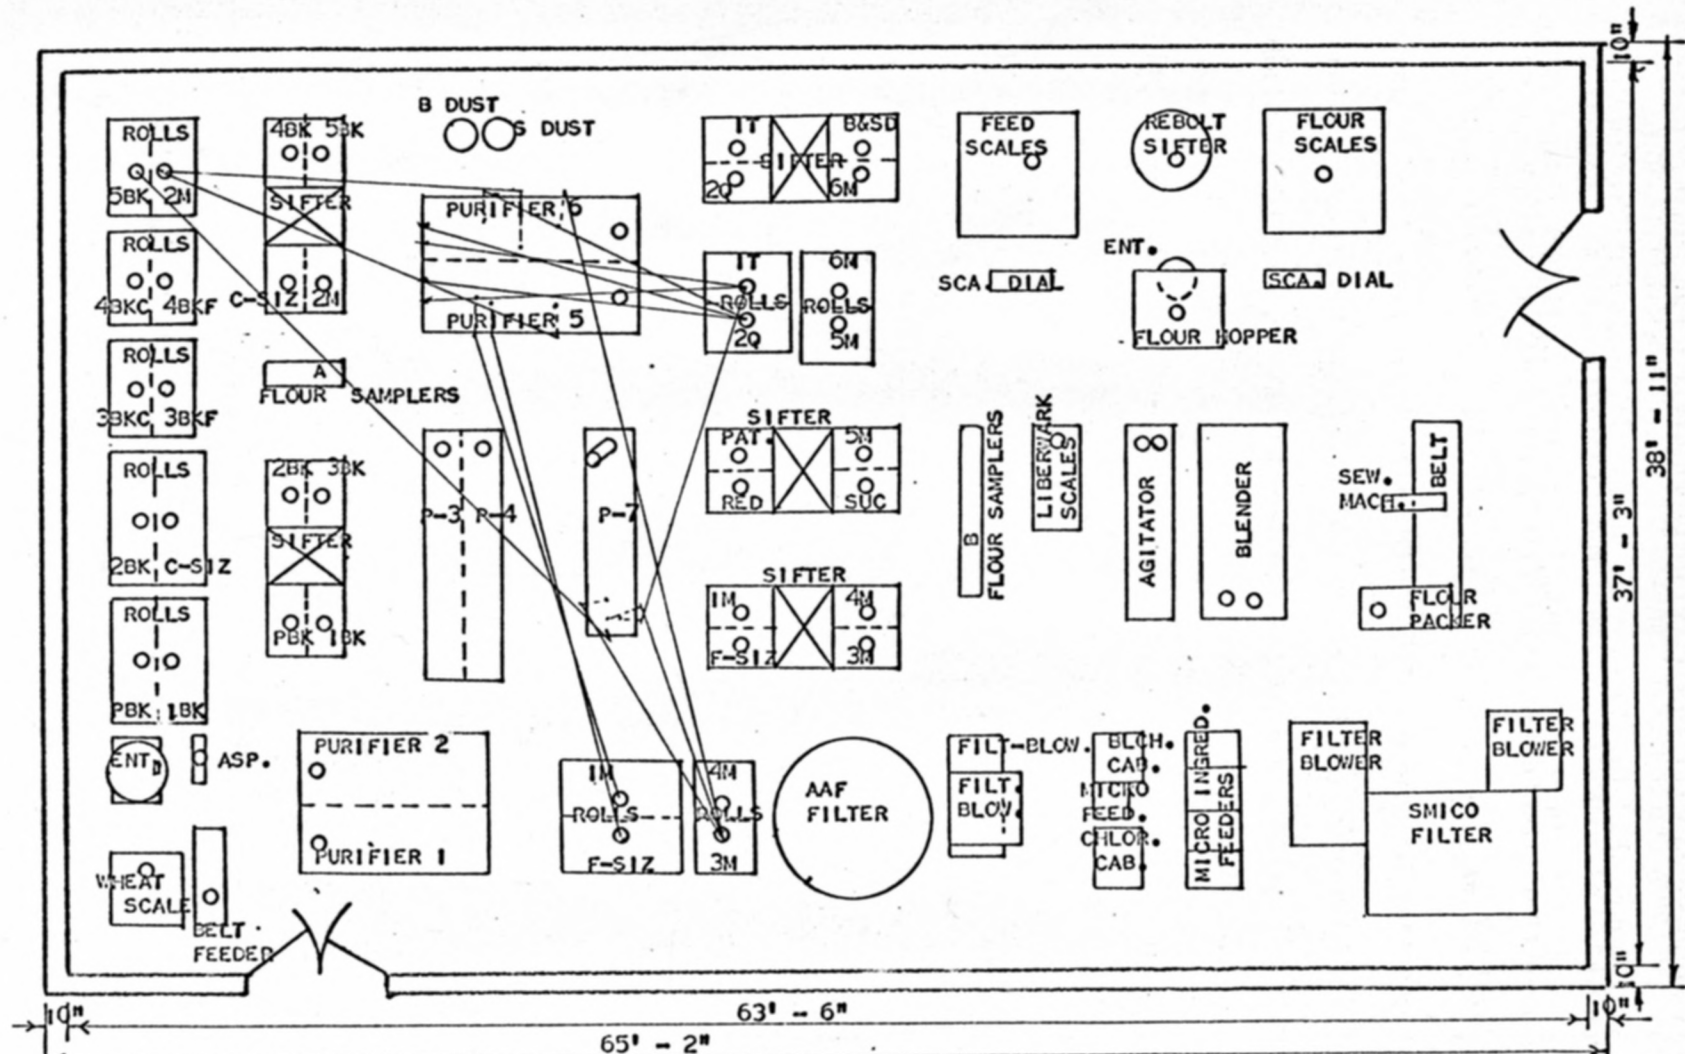 B DUST
S DUST
ROLLS
5BK 2M
4BK 5BK
SIFTER
C-SIZ 2M
PURIFIER 6
PURIFIER 5
1T B&SD
SIFTER
2Q 6M
FEED
SCALES
REBOLT
SIFTER
FLOUR
SCALES
ROLLS
4BKC 4BKF
1T
ROLLS
2Q
6M
ROLLS
5M
SCA. DIAL
ENT.
FLOUR HOPPER
SCA. DIAL
ROLLS
3BKC 3BKF
A
FLOUR SAMPLERS
ROLLS
2BK C-SIZ
2BK 3BK
SIFTER
PBK 1BK
P-3 P-4
P-7
SIFTER
PAT. 5M
RED SUC
SIFTER
1M 4M
F-SIZ 3M
B
FLOUR SAMPLERS
SCALES
AGITATOR
BLENDER
SEW.
MACH.
BELT
FLOUR
PACKER
ROLLS
PBK 1BK
ENT.
ASP.
PURIFIER 2
PURIFIER 1
1M
ROLLS
F-SIZ
4M
ROLLS
3M
AAF
FILTER
FILT-BLOW.
FILT.
BLOW.
BLCH.
CAB.
MICRO
FEED.
CHLOR.
CAB.
MICRO INGRED.
FEEDERS
FILTER
BLOWER
FILTER
BLOWER
SMICO
FILTER
WHEAT
SCALE
BELT
FEEDER
10"
38' - 11"
37' - 3"
10"
10"
63' - 6"
10"
65' - 2"